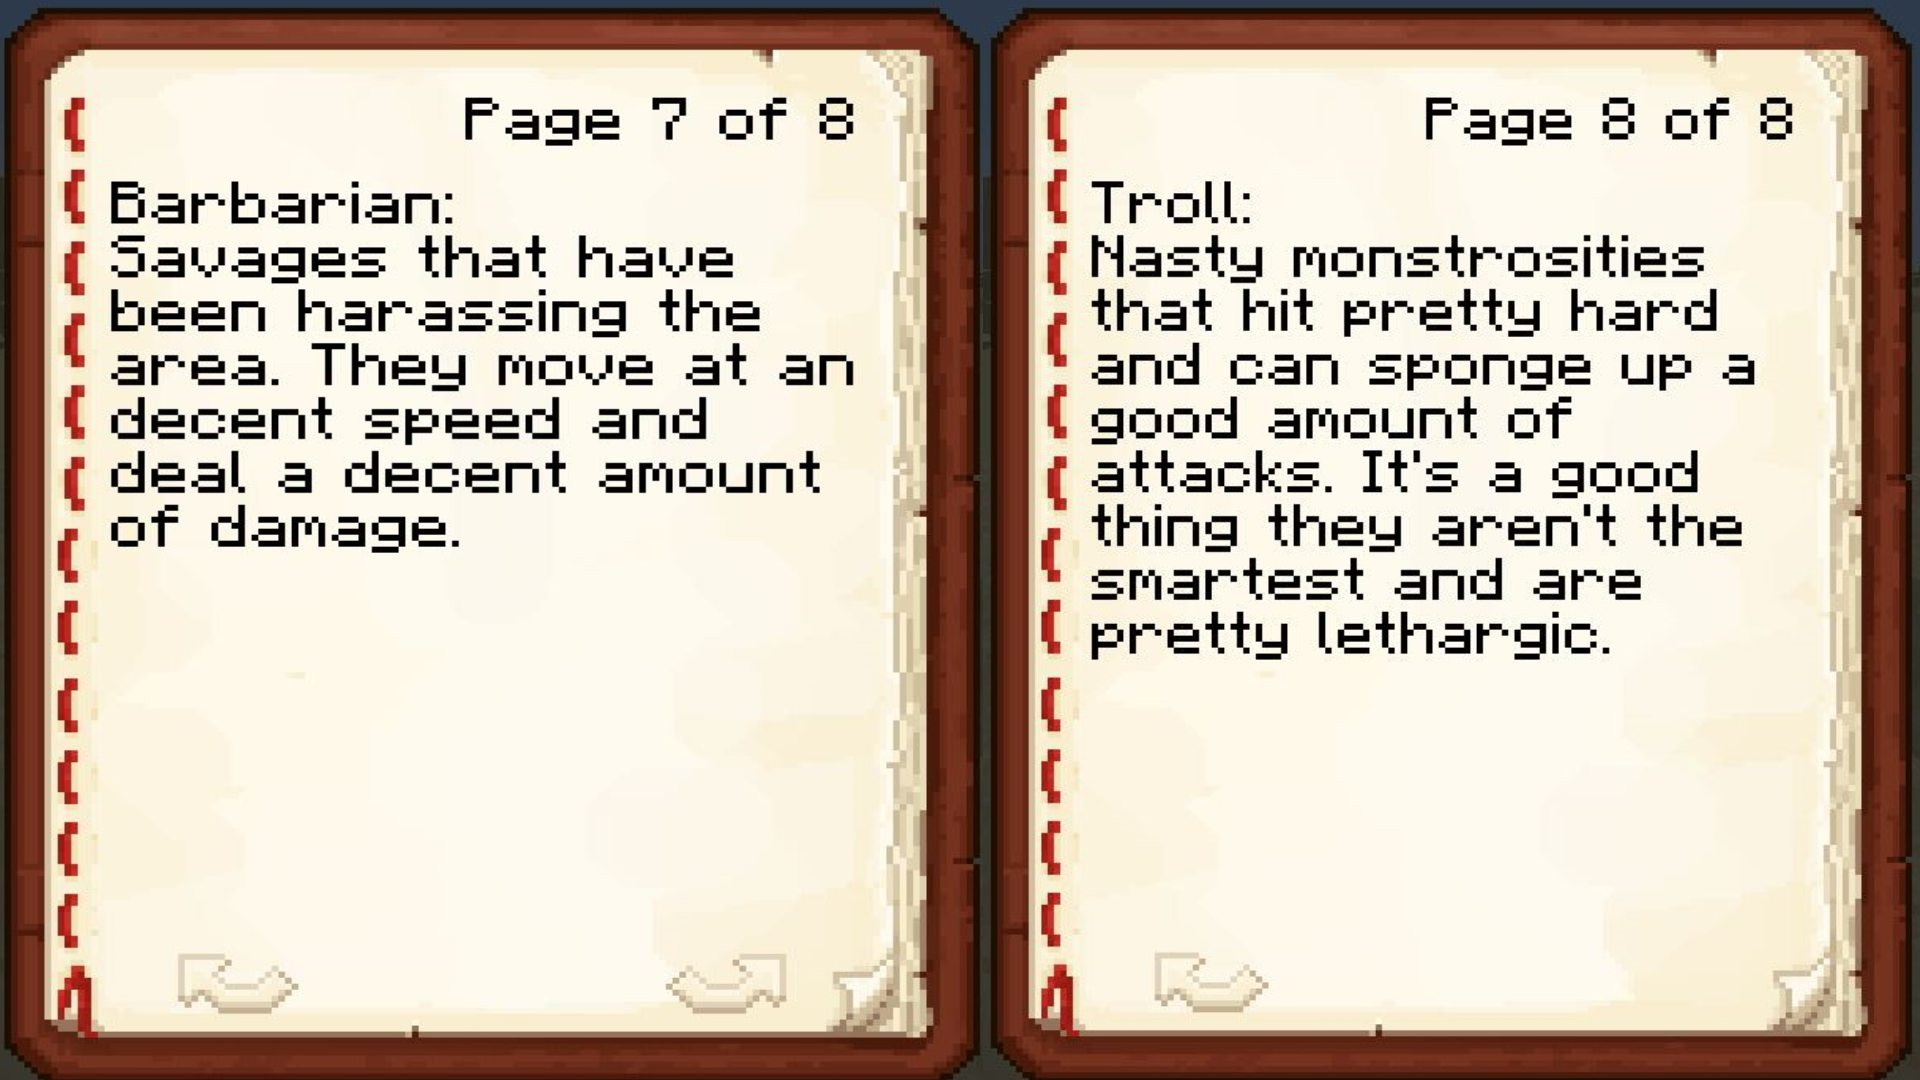 Page 7 of 8
Barbarian:
Savages that have
been harassing the
area. They move at an
decent speed and
deal a decent amount
of damage.
Page 8 of 8
Troll:
Nasty monstrosities
that hit pretty hard
and can sponge up a
good amount of
attacks. It's a good
thing they aren't the
smartest and are
pretty lethargic.